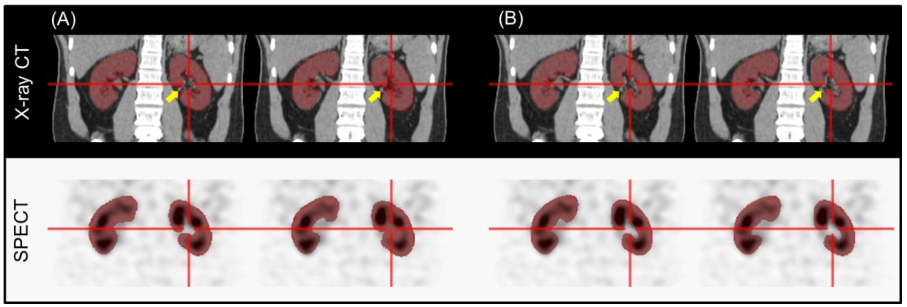 (A)
(B)
X-ray CT
SPECT